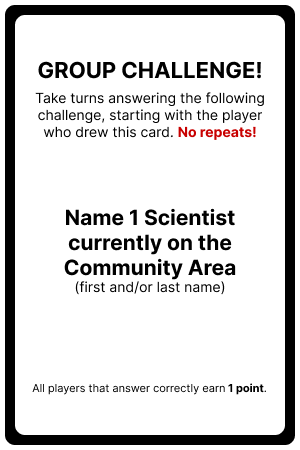 GROUP CHALLENGE!
Take turns answering the following
challenge, starting with the player
who drew this card. No repeats!
Name 1 Scientist
currently on the
Community Area
(first and/or last name)
All players that answer correctly earn 1 point.